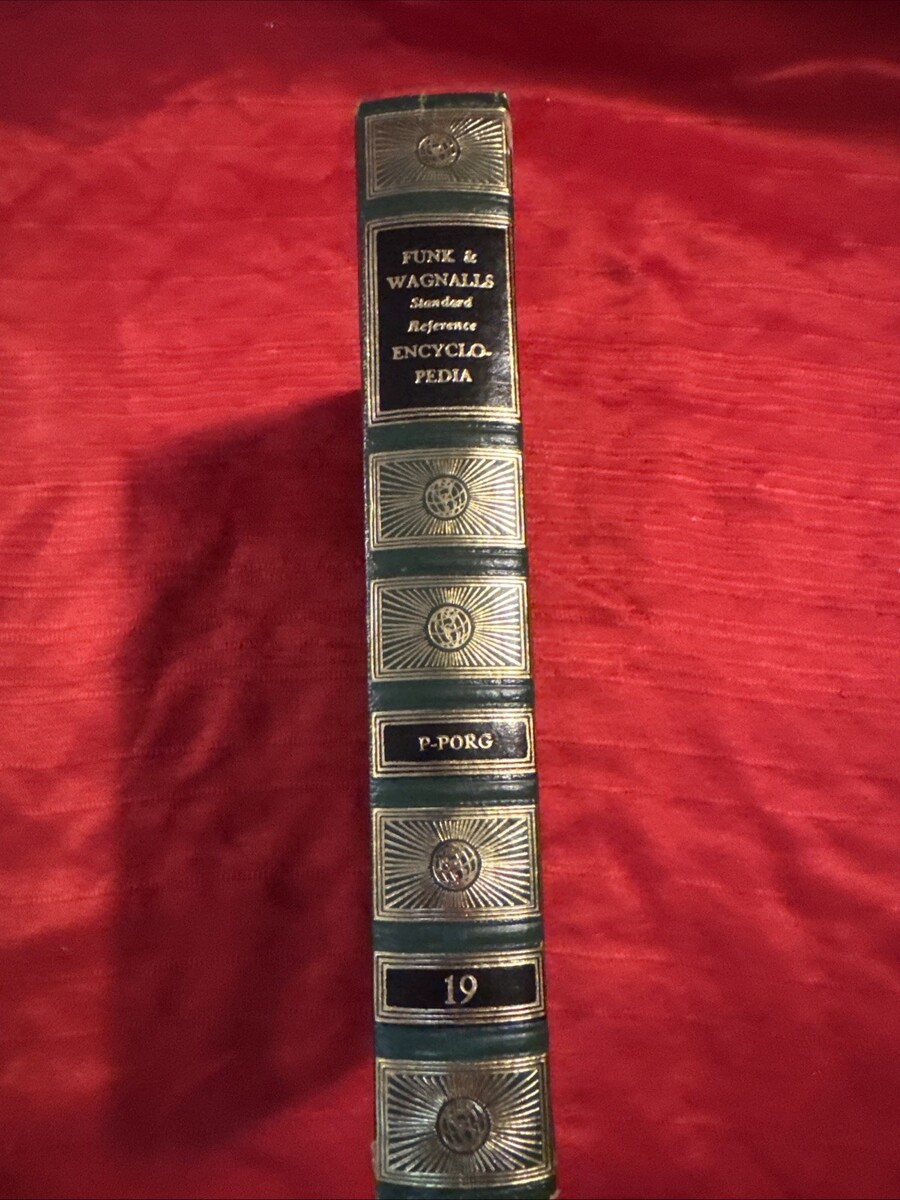 FUNK &
WAGNALLS
Standard
Reference
ENCYCLO-
PEDIA
P-PORG
19